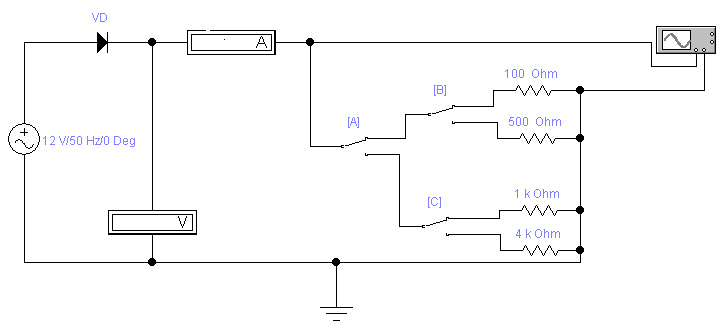 VD
A
100 Ohm
[B]
[A]
500 Ohm
12 V/50 Hz/0 Deg
1 k Ohm
[C]
V
4 k Ohm